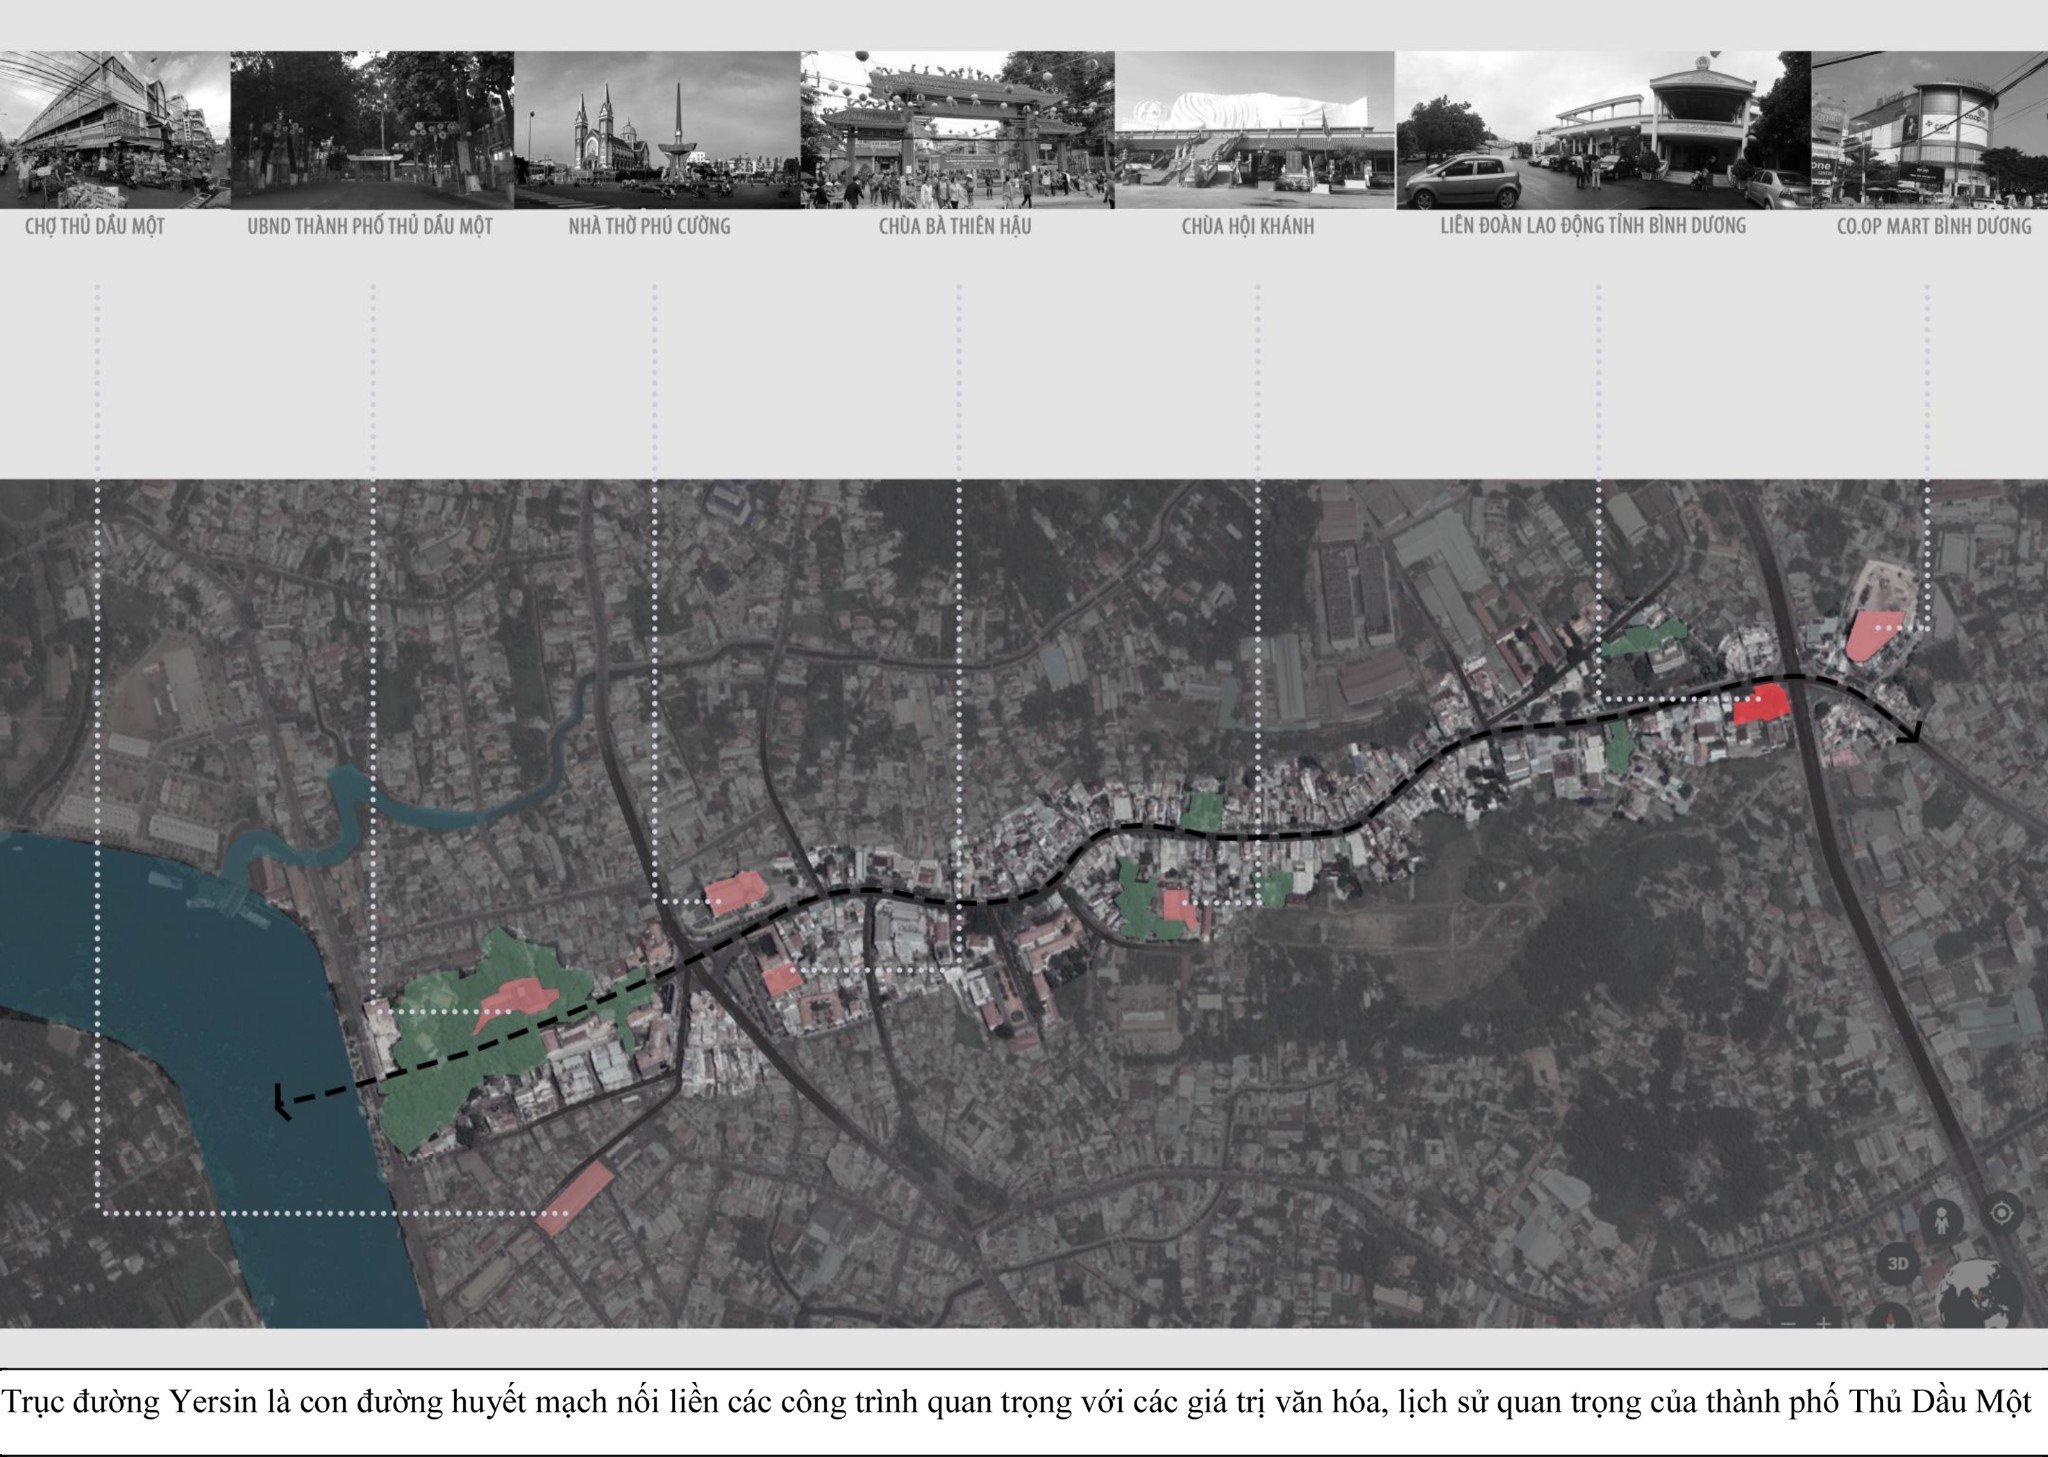 CHỢ THỦ DẦU MỘT
UBND THÀNH PHỐ THỦ DẦU MỘT
NHÀ THỜ PHÚ CƯỜNG
CHÙA BÀ THIÊN HẬU
CHÙA HỘI KHÁNH
LIÊN ĐOÀN LAO ĐỘNG TỈNH BÌNH DƯƠNG
CO.OP MART BÌNH DƯƠNG
3D
Trục đường Yersin là con đường huyết mạch nối liền các công trình quan trọng với các giá trị văn hóa, lịch sử quan trọng của thành phố Thủ Dầu Một